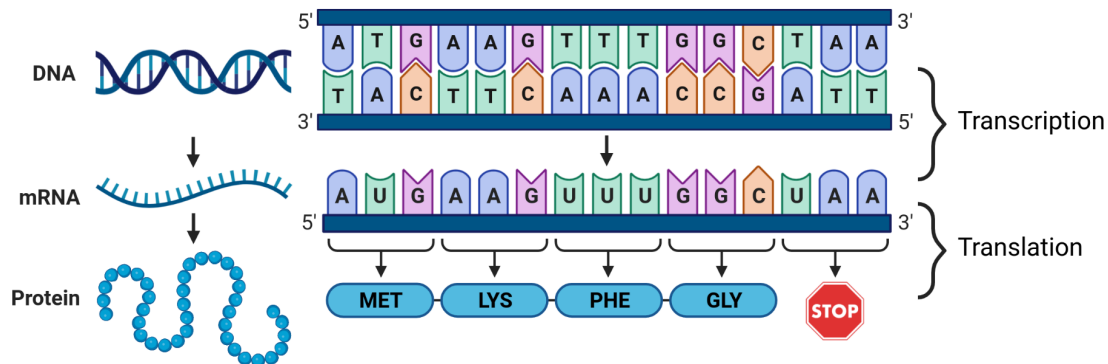 DNA
mRNA
Protein
5' 3'
A T G A A G T T T G G C T A A
T A C T T C A A A C C G A T T
3' 5'
Transcription
A U G A A G U U U G G C U A A
5' 3'
Translation
MET LYS PHE GLY STOP